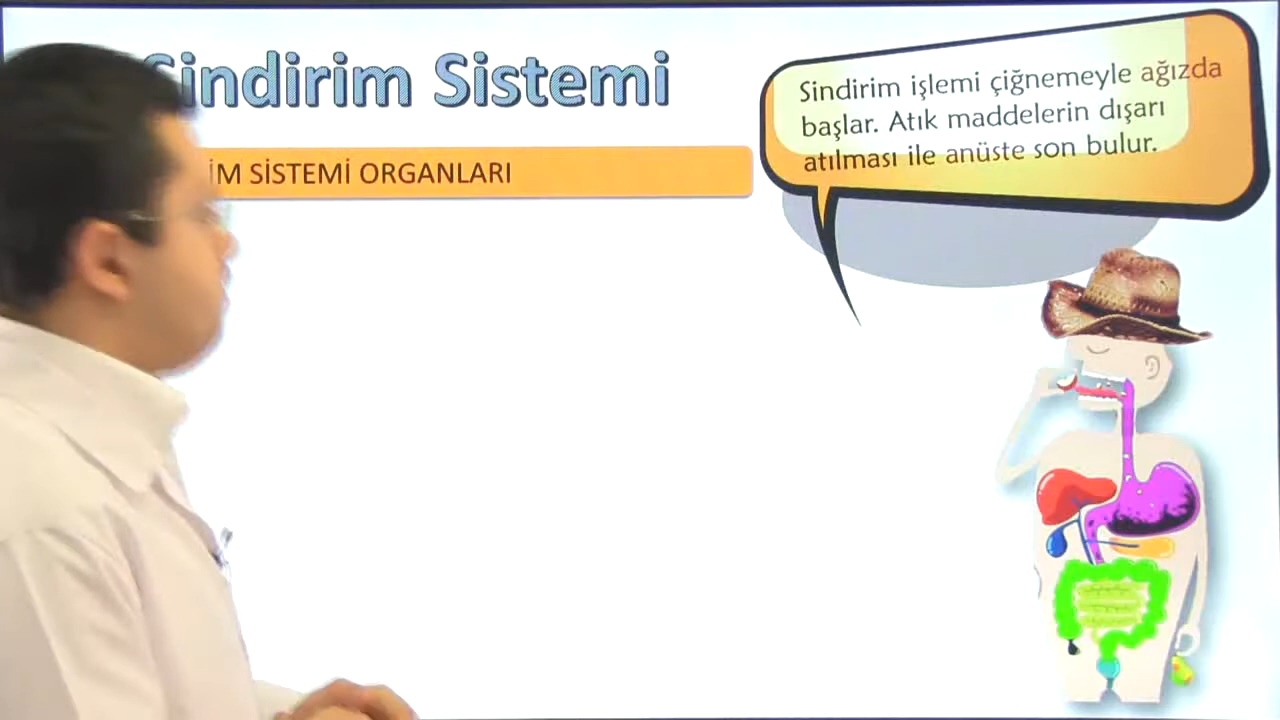 Sindirim Sistemi
İM SİSTEMİ ORGANLARI
Sindirim işlemi çiğnemeyle ağızda
başlar. Atık maddelerin dışarı
atılması ile anüste son bulur.